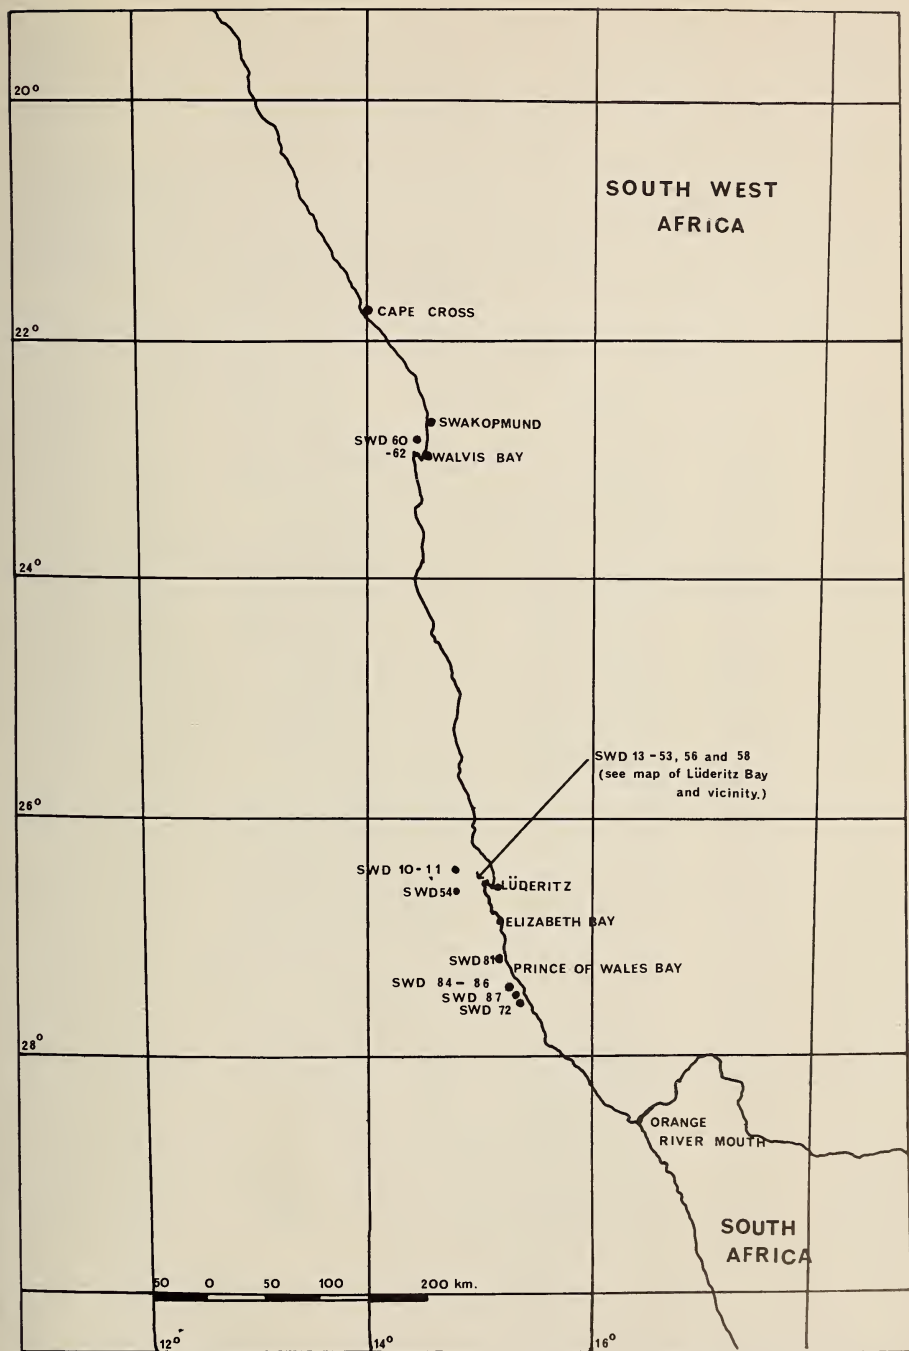 20°
SOUTH WEST
AFRiCA
CAPE CROSS
22°
SWAKOPMUND
SWD 60
-62
WALVIS BAY
24°
SWD 13-53, 56 and 58
(see map of Lüderitz Bay
and vicinity.)
26°
SWD 10-11
LÜDERITZ
SWD54
ELIZABETH BAY
SWD81
PRINCE OF WALES BAY
SWD 84- 86
SWD 87
SWD 72
28°
ORANGE
RIVER MOUTH
SOUTH
AFRICA
50 0 50 100 200 km.
12° 14° 16°